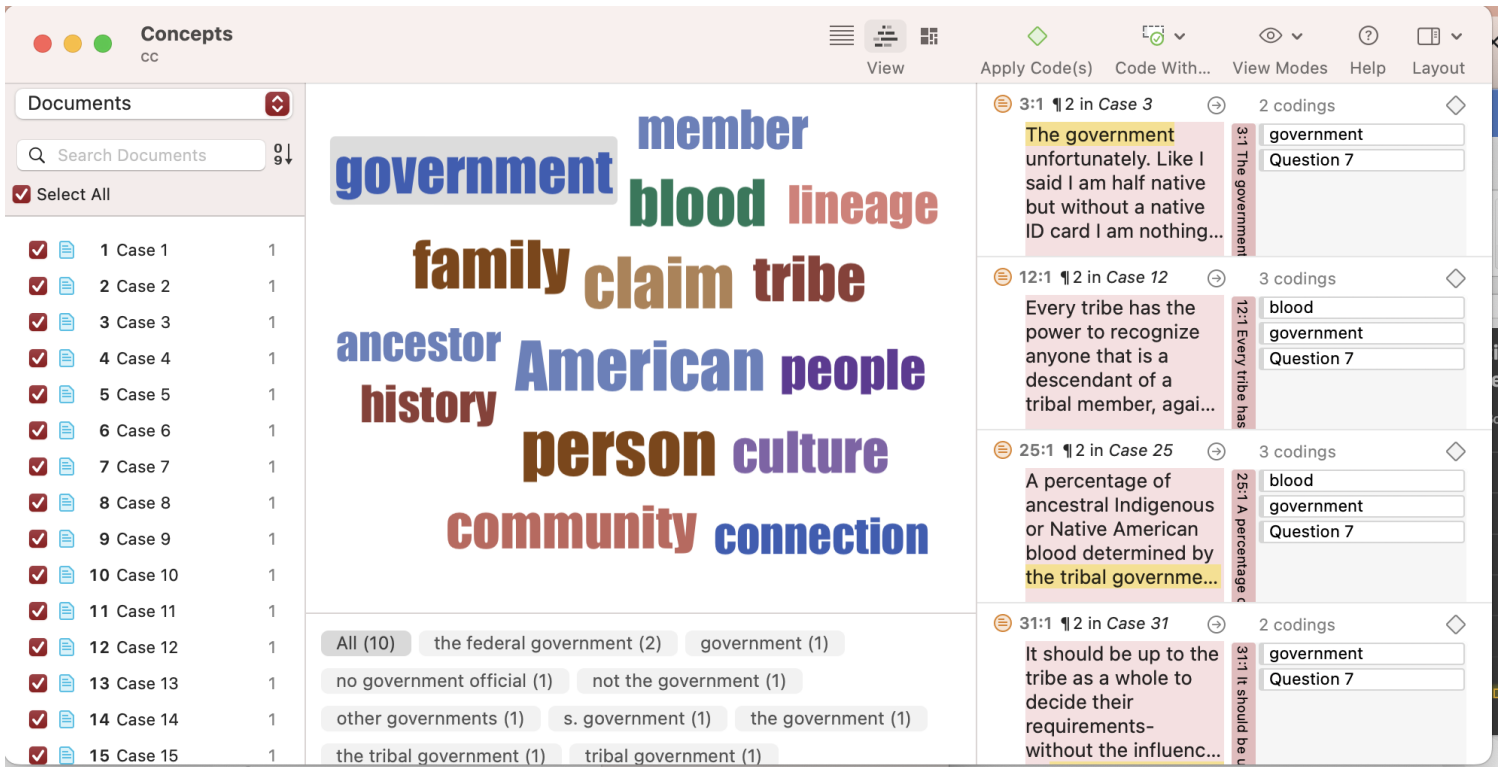 Concepts
cc
View
Apply Code(s)
Code With...
View Modes
Help
Layout
Documents
Search Documents
Select All
1 Case 1 1
2 Case 2 1
3 Case 3 1
4 Case 4 1
5 Case 5 1
6 Case 6 1
7 Case 7 1
8 Case 8 1
9 Case 9 1
10 Case 10 1
11 Case 11 1
12 Case 12 1
13 Case 13 1
14 Case 14 1
15 Case 15 1
member
government
blood lineage
family claim tribe
ancestor American people
history
person culture
community connection
All (10) the federal government (2) government (1)
no government official (1) not the government (1)
other governments (1) s. government (1) the government (1)
the tribal government (1) tribal government (1)
3:1 ¶ 2 in Case 3
2 codings
The government
unfortunately. Like I
said I am half native
but without a native
ID card I am nothing...
3:1 The government
government
Question 7
12:1 ¶ 2 in Case 12
3 codings
Every tribe has the
power to recognize
anyone that is a
descendant of a
tribal member, agai...
12:1 Every tribe has
blood
government
Question 7
25:1 ¶ 2 in Case 25
3 codings
A percentage of
ancestral Indigenous
or Native American
blood determined by
the tribal governme...
25:1 A percentage
blood
government
Question 7
31:1 ¶ 2 in Case 31
2 codings
It should be up to the
tribe as a whole to
decide their
requirements-
without the influenc...
31:1 It should be
government
Question 7